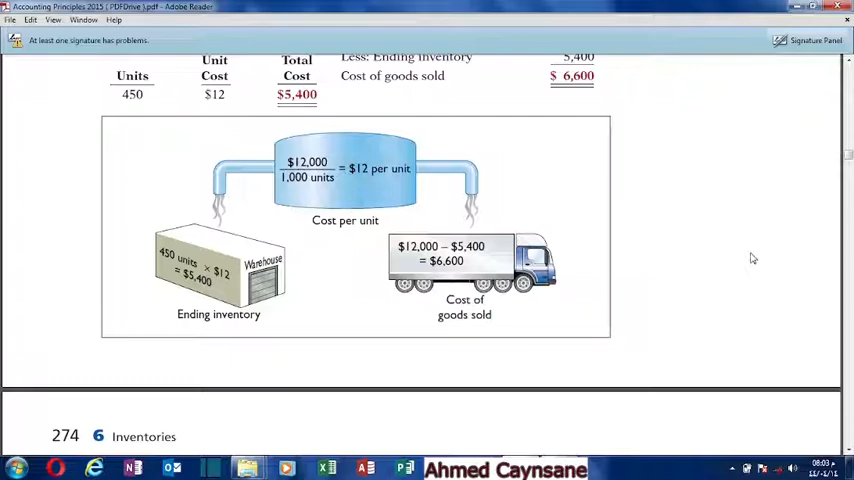 Accounting Principles 2015 ( PDFDrive ).pdf - Adobe Reader
File Edit View Window Help
At least one signature has problems.
Signature Panel
Unit Total
Units Cost Cost
450 $12 $5,400
Less: Ending inventory 5,400
Cost of goods sold $ 6,600
$12,000
1,000 units = $12 per unit
Cost per unit
450 units × $12
= $5,400
Warehouse
Ending inventory
$12,000 – $5,400
= $6,600
Cost of
goods sold
274 6 Inventories
Ahmed Caynsane
08:03 م